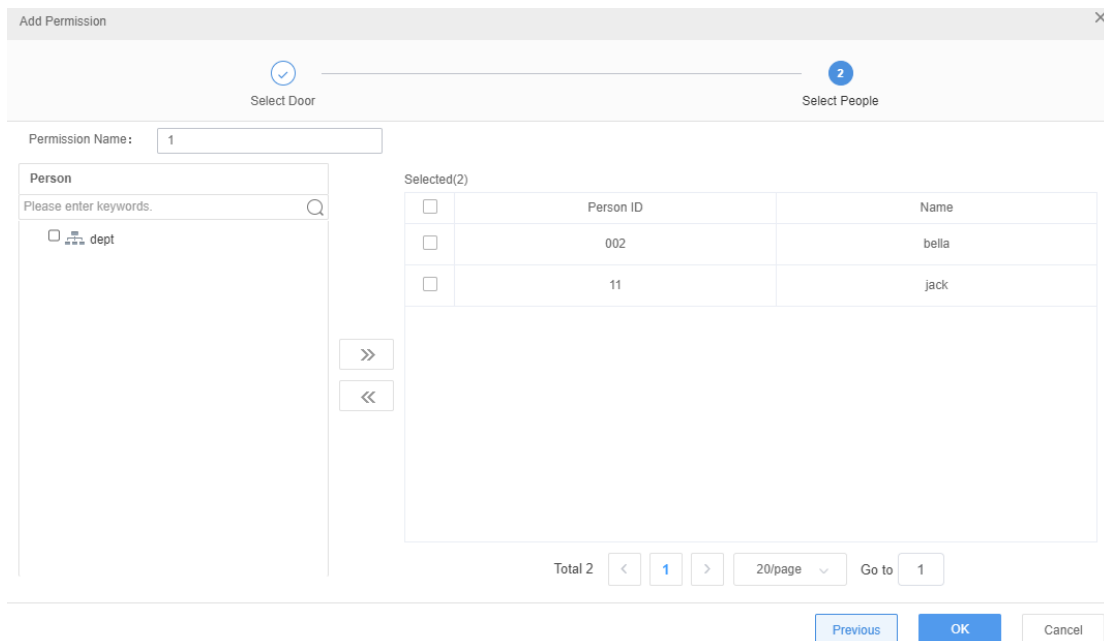 Add Permission
2
Select Door
Select People
Permission Name: 1
Person
Selected(2)
Please enter keywords.
Person ID
Name
dept
002
bella
11
jack
Total 2
1
20/page
Go to
1
Previous
OK
Cancel